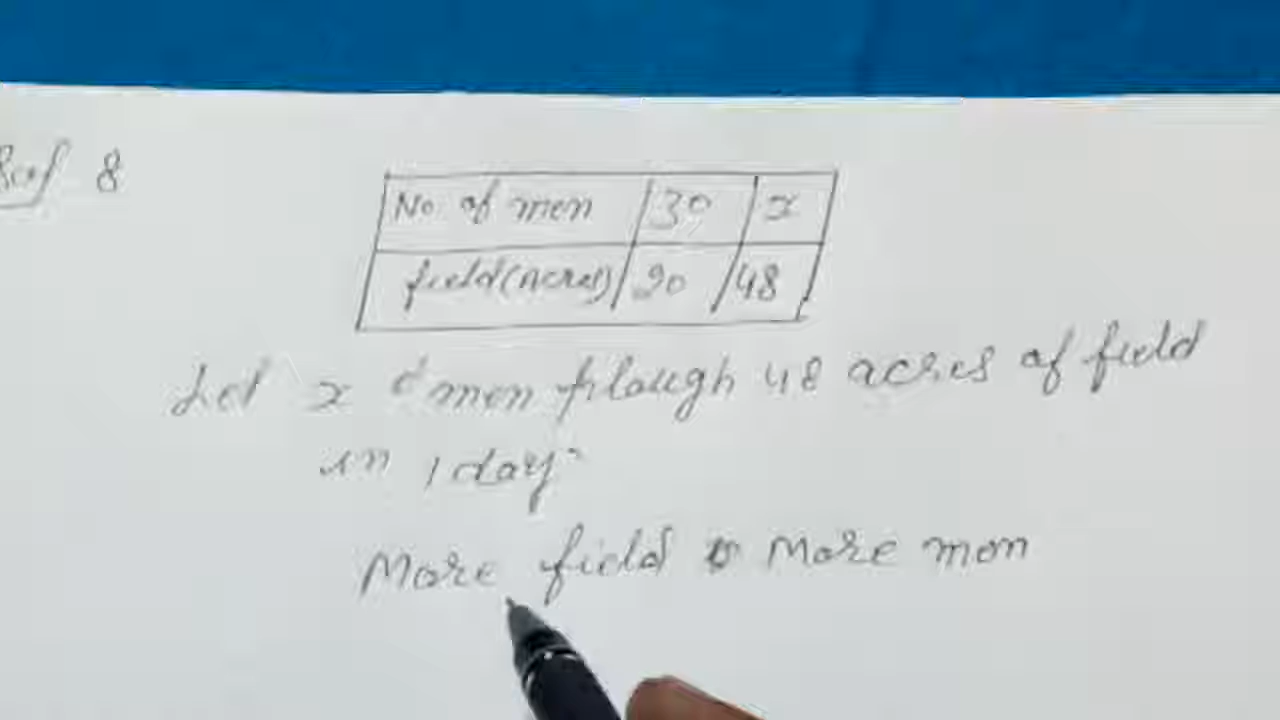 Sol 8
No. of men 30 x
field(Acres) 20 48
Let x men plough 48 acres of field
in 1 day
More field More men